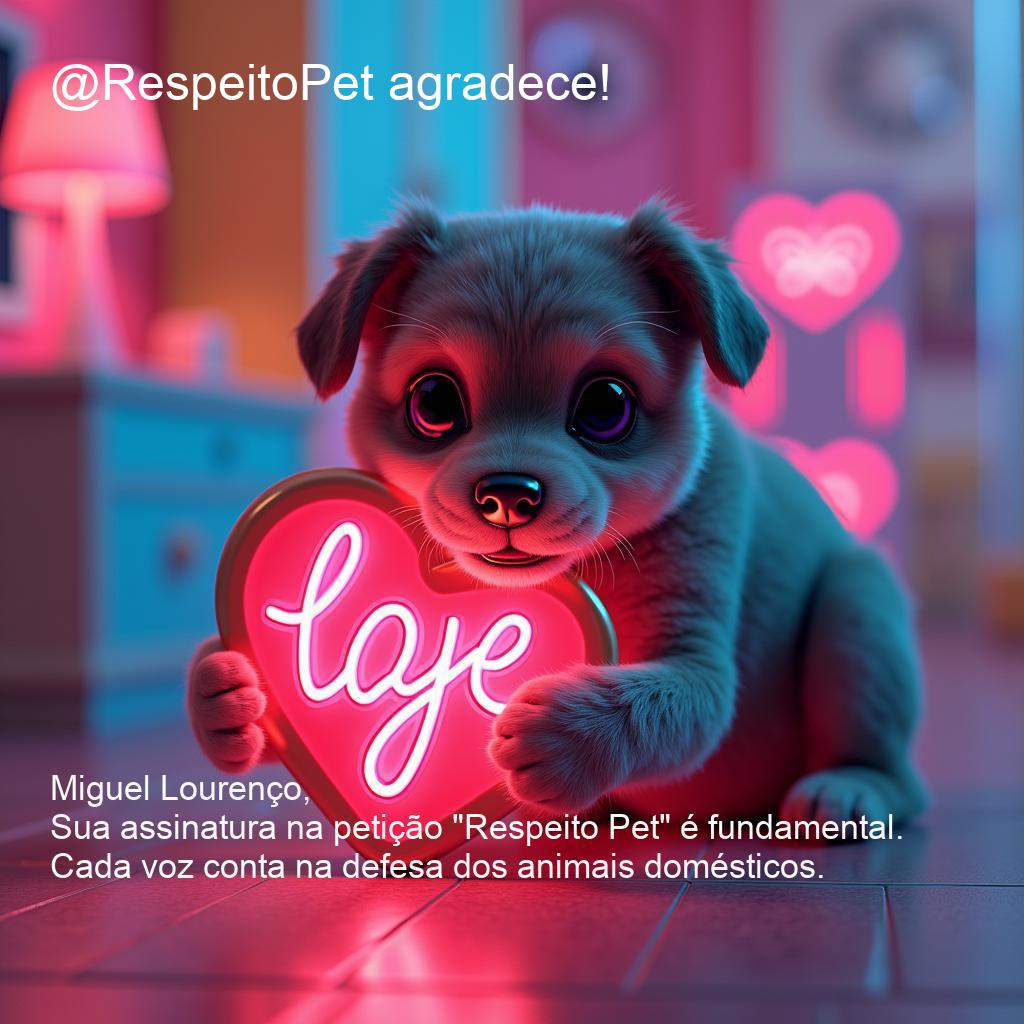 @RespeitoPet agradece!
loye
Miguel Lourenço,
Sua assinatura na petição "Respeito Pet" é fundamental.
Cada voz conta na defesa dos animais domésticos.